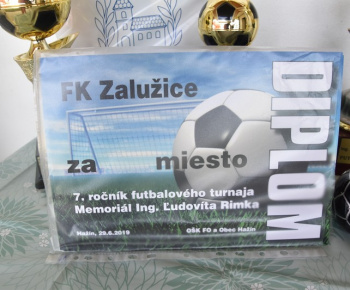 FK Zalužice
za miesto
7. ročník futbalového turnaja
Memoriál Ing. Ľudovíta Rimka
Hažín, 29.6.2019
OŠK FO a Obec Hažín
DIPLOM